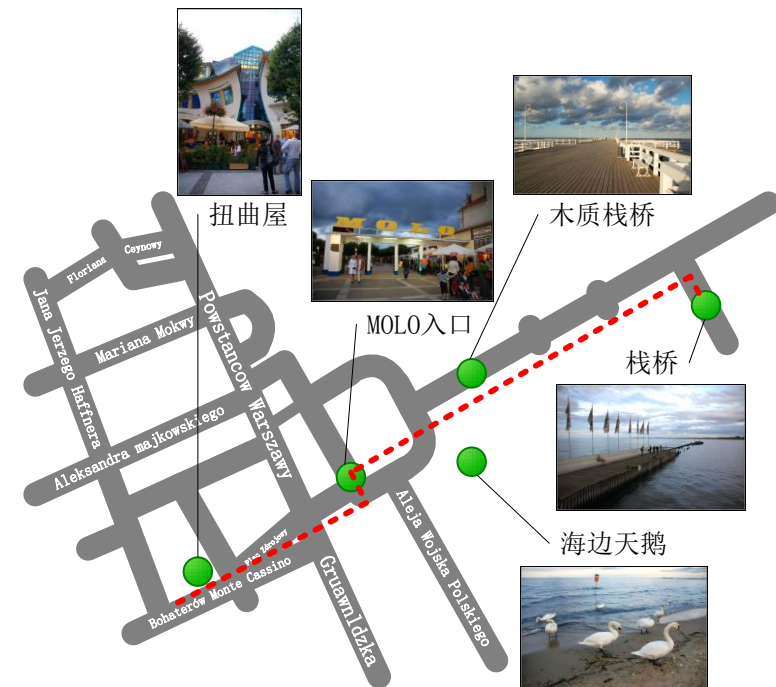 扭曲屋
木质栈桥
MOLO
MOLO入口
栈桥
海边天鹅
Floriana
Ceynowy
Jana Jerzego Haffnera
Mariana Mokwy
Powstancow Warszawy
Aleksandra majkowskiego
Plac Zdrojowy
Bohaterów Monte Cassino
Gruawnldzka
Aleja Wojska Polskiego